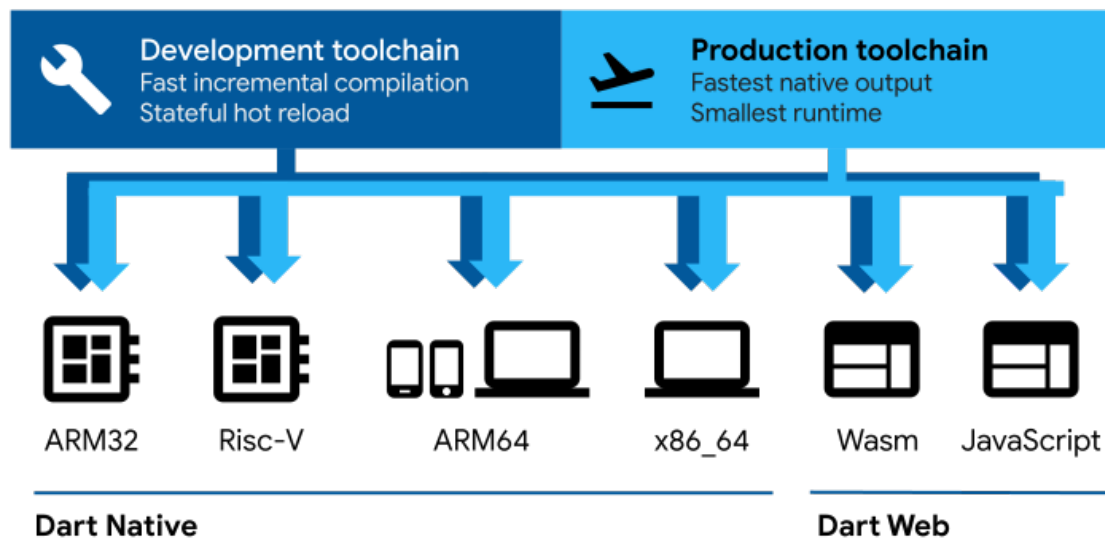 Development toolchain
Fast incremental compilation
Stateful hot reload
Production toolchain
Fastest native output
Smallest runtime
ARM32
Risc-V
ARM64
x86_64
Wasm
JavaScript
Dart Native
Dart Web